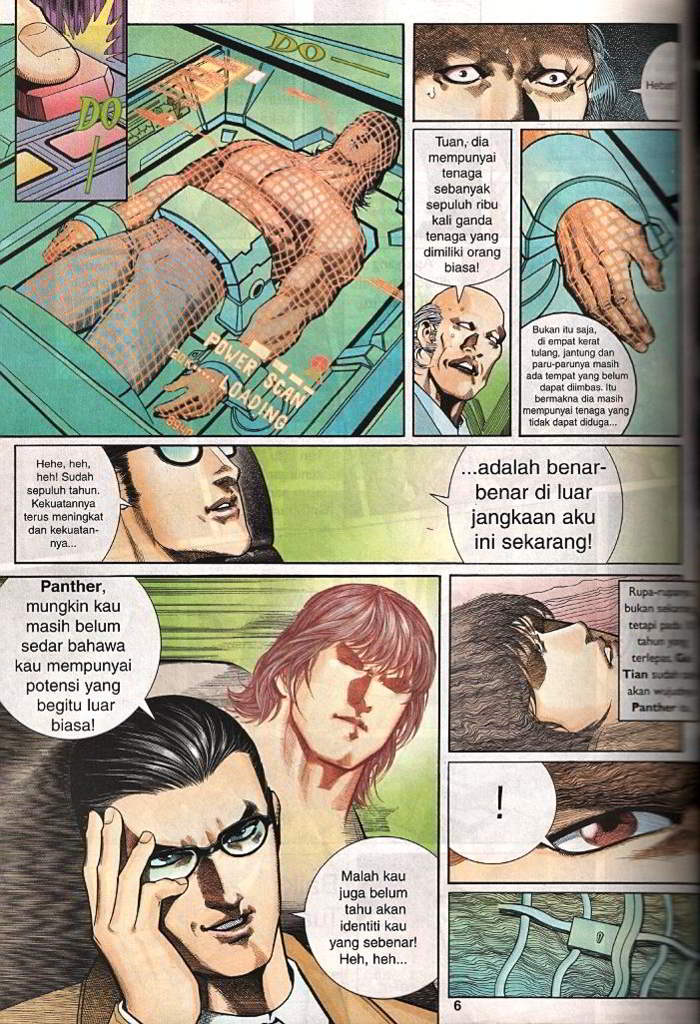 DO
DO
Hebat!
Tuan, dia
mempunyai
tenaga
sebanyak
sepuluh ribu
kali ganda
tenaga yang
dimiliki orang
biasa!
POWER SCAN
LOADING
Bukan itu saja,
di empat kerat
tulang, jantung dan
paru-parunya masih
ada tempat yang belum
dapat diimbas. Itu
bermakna dia masih
mempunyai tenaga yang
tidak dapat diduga...
Hehe, heh,
heh! Sudah
sepuluh tahun.
Kekuatannya
terus meningkat
dan kekuatan-
nya...
...adalah benar-
benar di luar
jangkaan aku
ini sekarang!
Panther,
mungkin kau
masih belum
sedar bahawa
kau mempunyai
potensi yang
begitu luar
biasa!
Rupa-rupanya
bukan
tetapi pada
tahun yang
terlepas,
Tian sudah
akan
Panther
!
Malah kau
juga belum
tahu akan
identiti kau
yang sebenar!
Heh, heh...
6